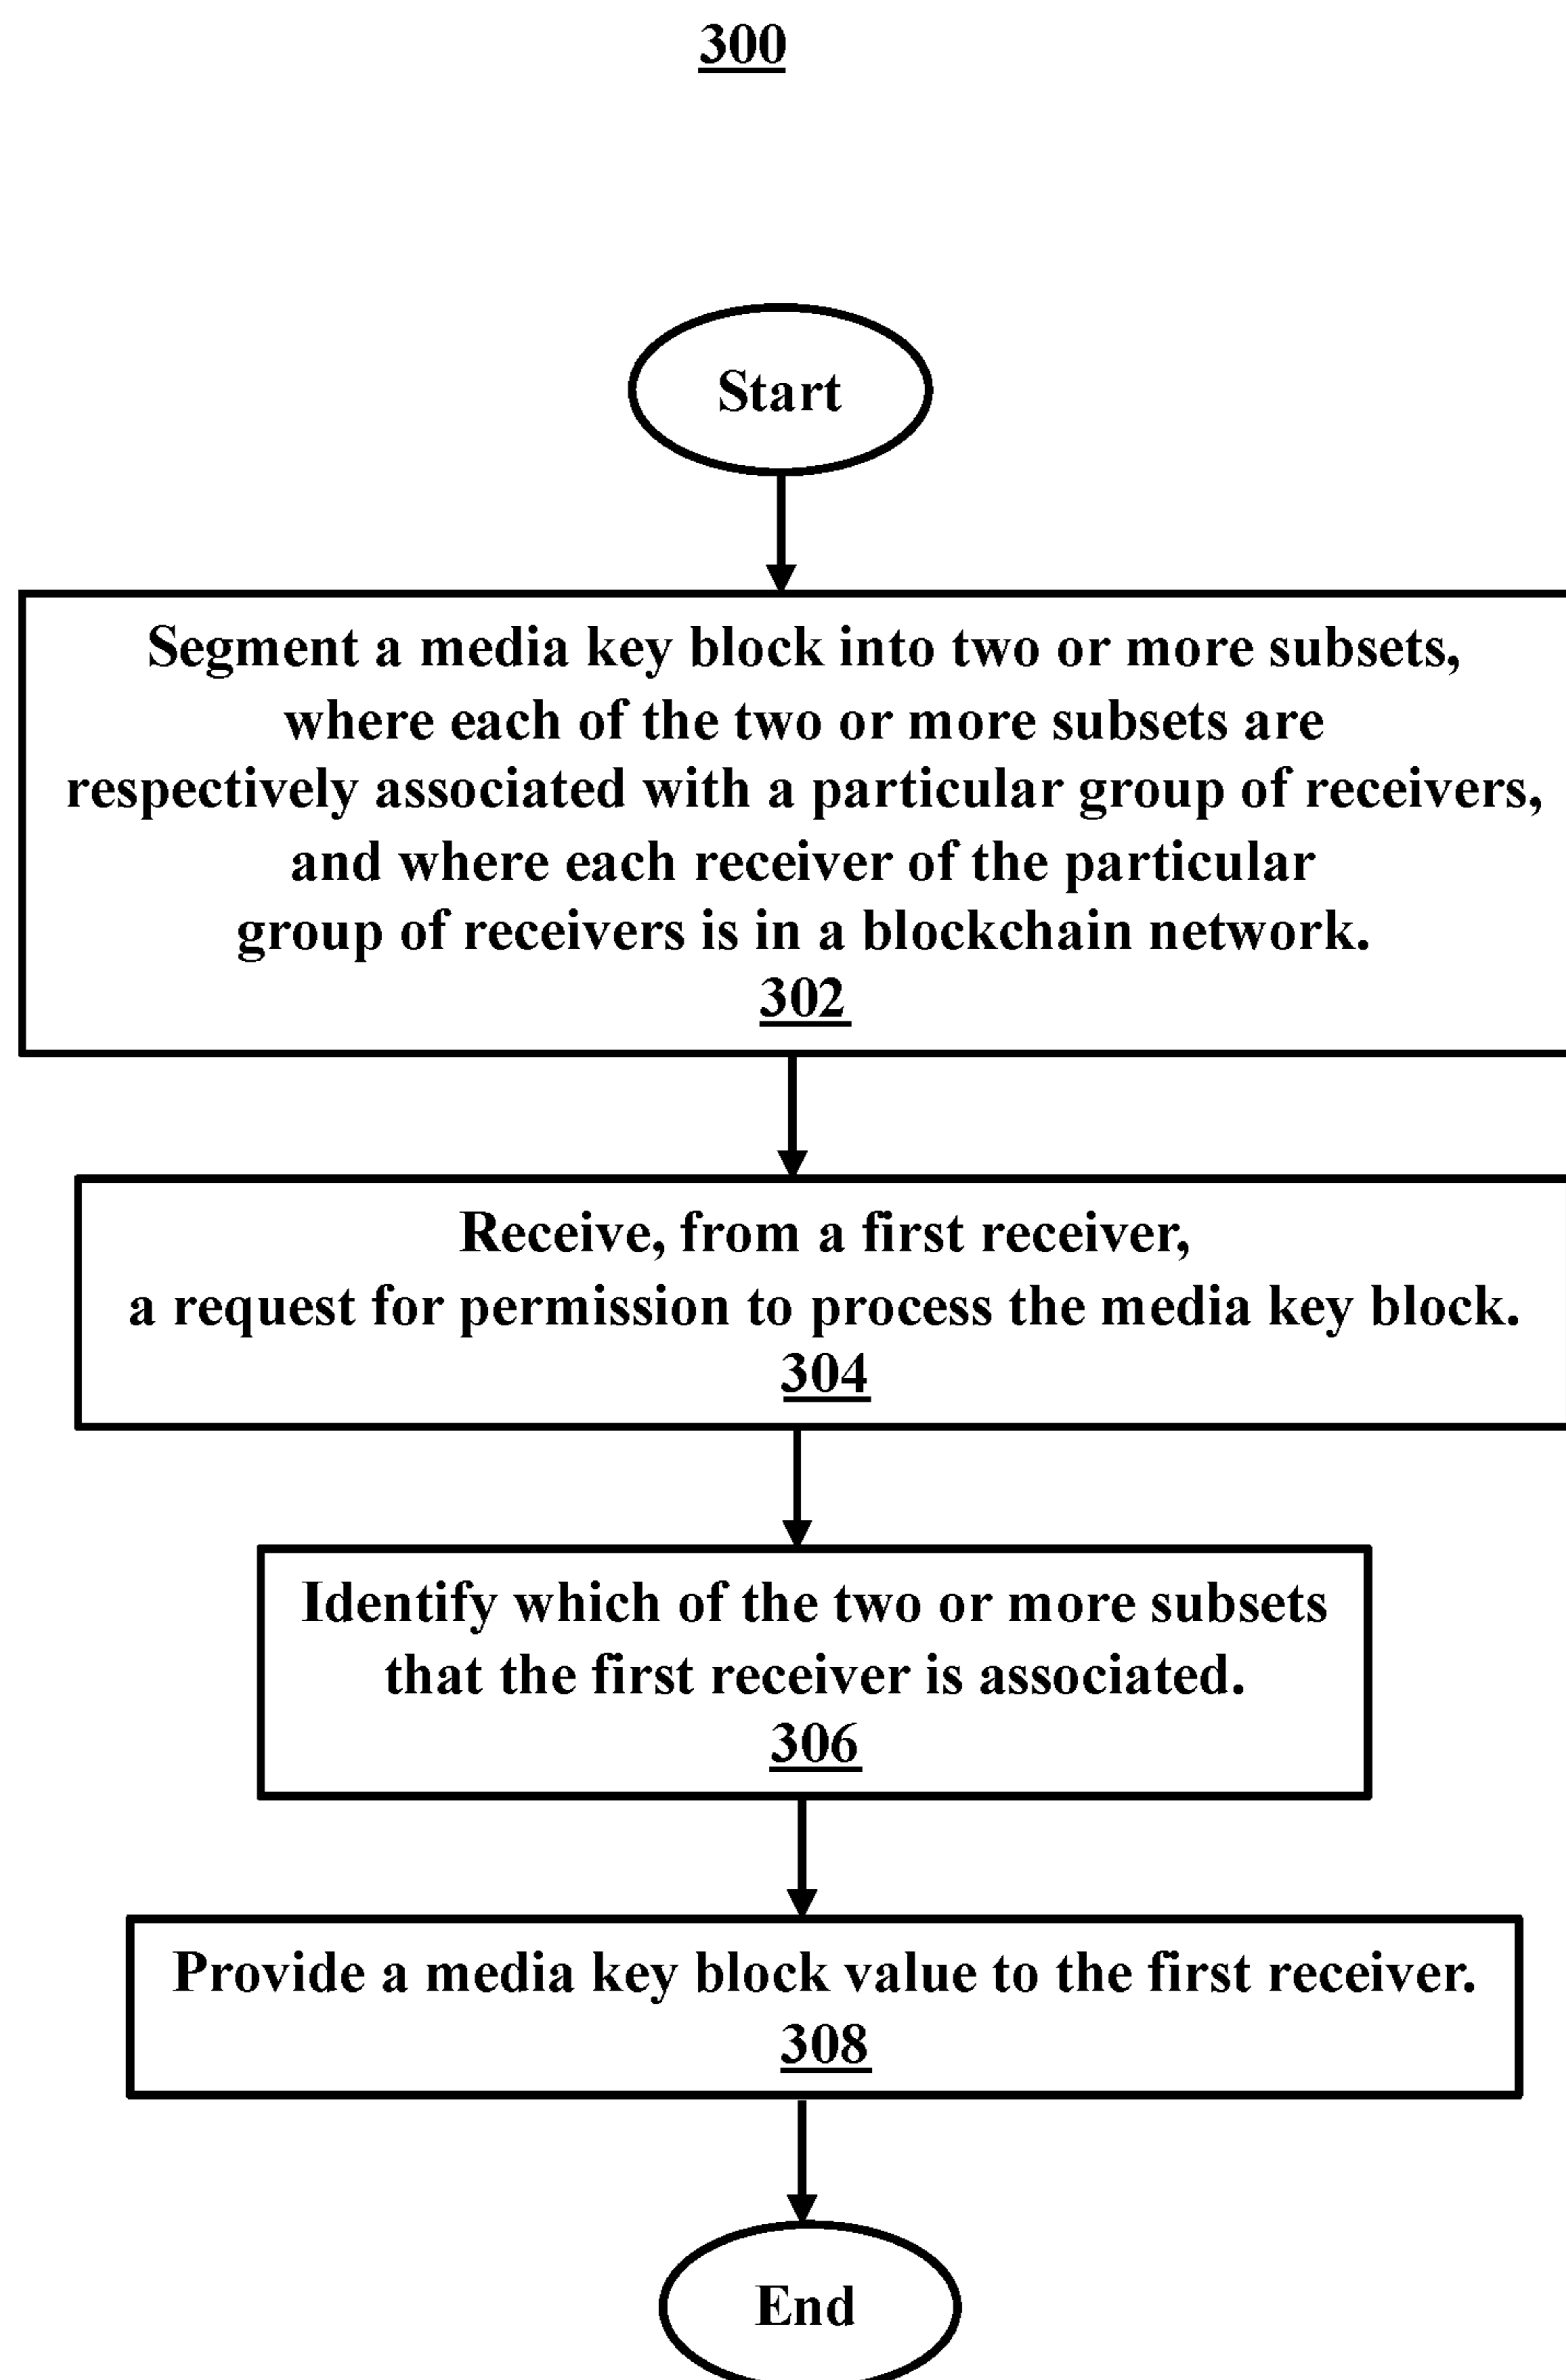 300
Start
Segment a media key block into two or more subsets,
where each of the two or more subsets are
respectively associated with a particular group of receivers,
and where each receiver of the particular
group of receivers is in a blockchain network.
302
Receive, from a first receiver,
a request for permission to process the media key block.
304
Identify which of the two or more subsets
that the first receiver is associated.
306
Provide a media key block value to the first receiver.
308
End